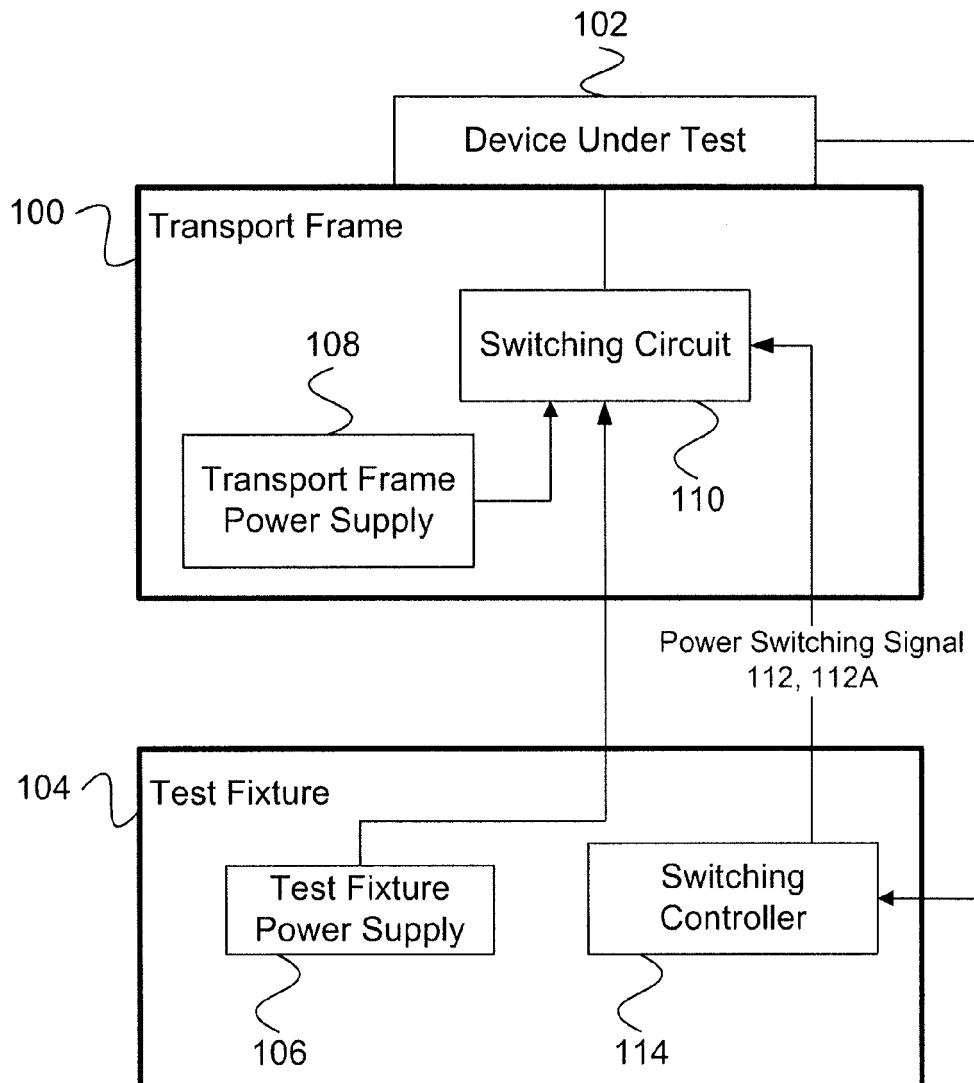 102
Device Under Test
100
Transport Frame
Switching Circuit
108
Transport Frame
Power Supply
110
Power Switching Signal
112, 112A
104
Test Fixture
Test Fixture
Power Supply
Switching
Controller
106
114